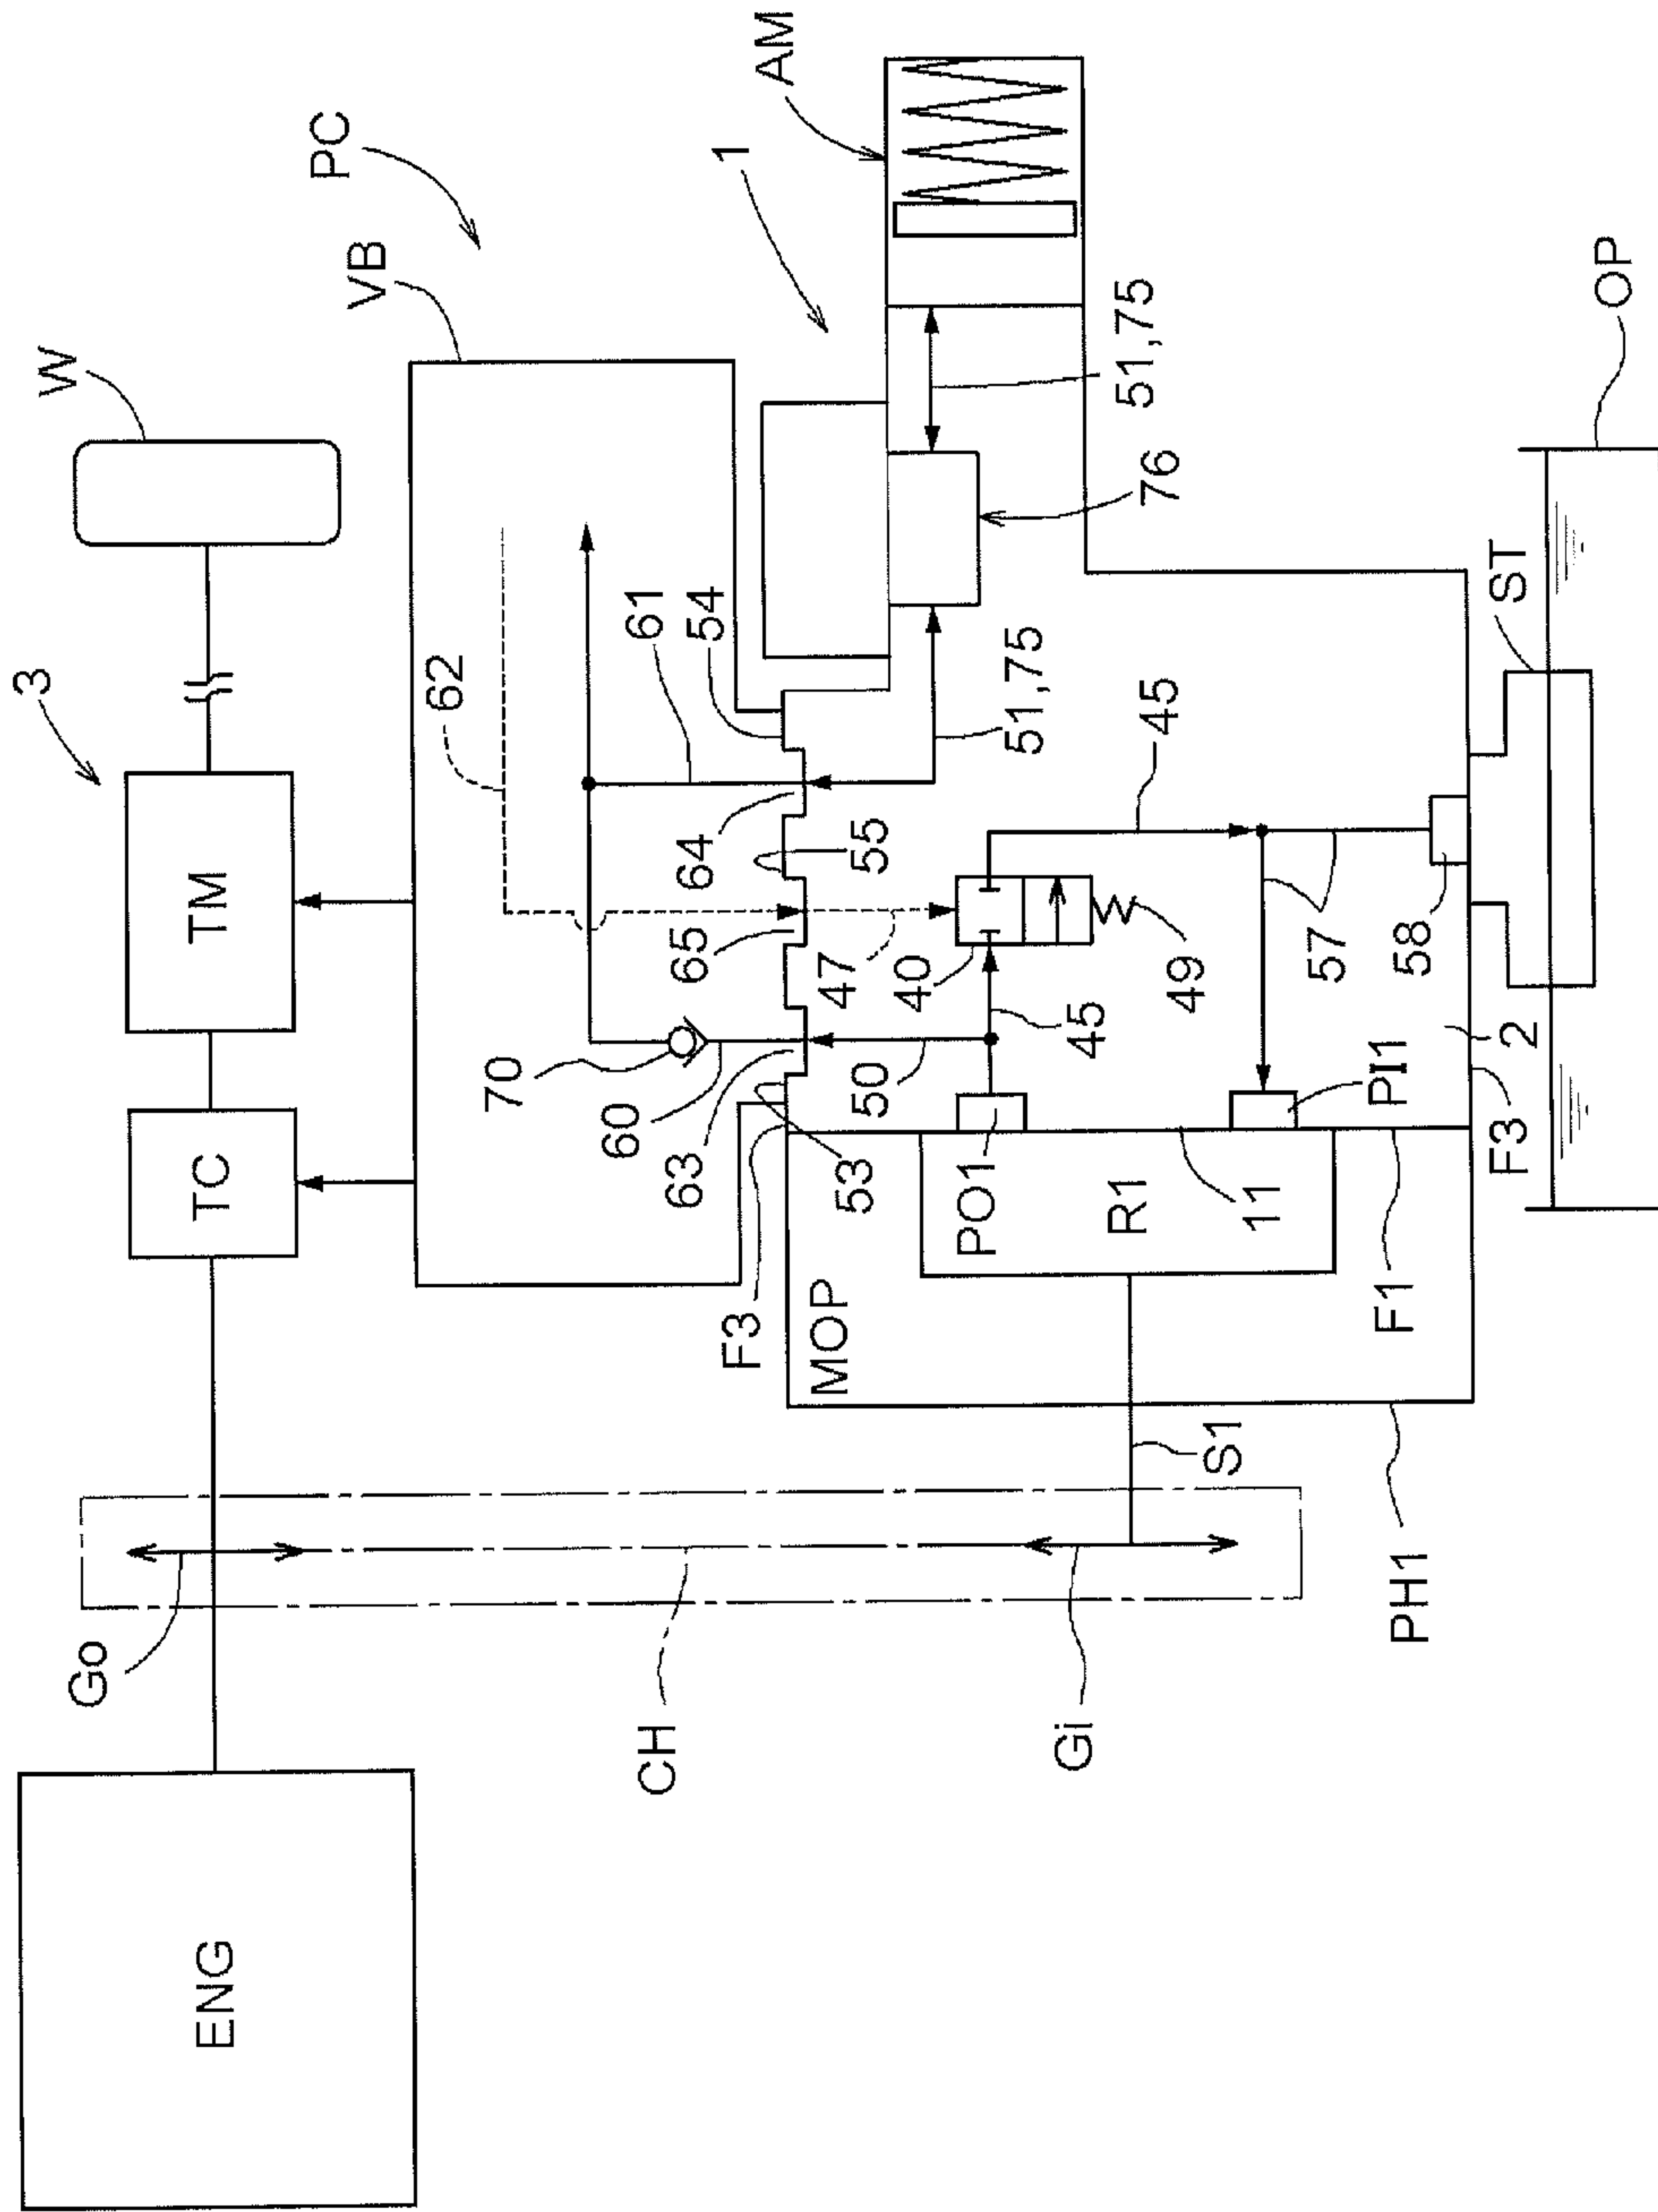 ENG
Go
CH
Gi
S1
PH1
TC
TM
3
W
PC
VB
AM
1
62
61
54
51,75
51,75
76
OP
ST
70
60
63
53
F3
65
64
55
47
40
49
50
45
45
57
58
2
PI1
PO1
R1
11
F1
F3
MOP